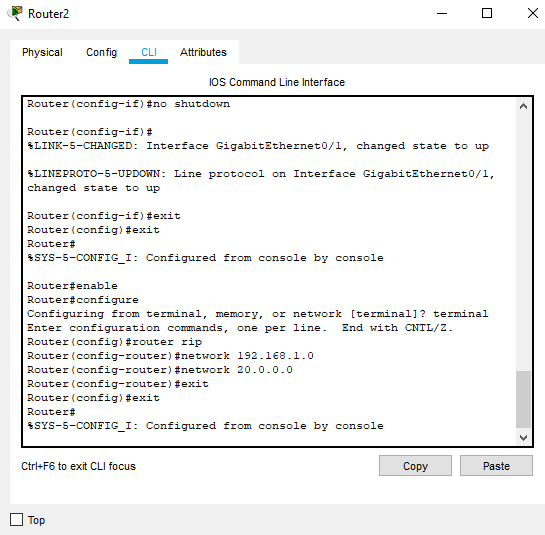 Router2
Physical Config CLI Attributes
IOS Command Line Interface
Router(config-if)#no shutdown
Router(config-if)#
%LINK-5-CHANGED: Interface GigabitEthernet0/1, changed state to up
%LINEPROTO-5-UPDOWN: Line protocol on Interface GigabitEthernet0/1,
changed state to up
Router(config-if)#exit
Router(config)#exit
Router#
%SYS-5-CONFIG_I: Configured from console by console
Router#enable
Router#configure
Configuring from terminal, memory, or network [terminal]? terminal
Enter configuration commands, one per line.  End with CNTL/Z.
Router(config)#router rip
Router(config-router)#network 192.168.1.0
Router(config-router)#network 20.0.0.0
Router(config-router)#exit
Router(config)#exit
Router#
%SYS-5-CONFIG_I: Configured from console by console
Ctrl+F6 to exit CLI focus
Copy Paste
Top